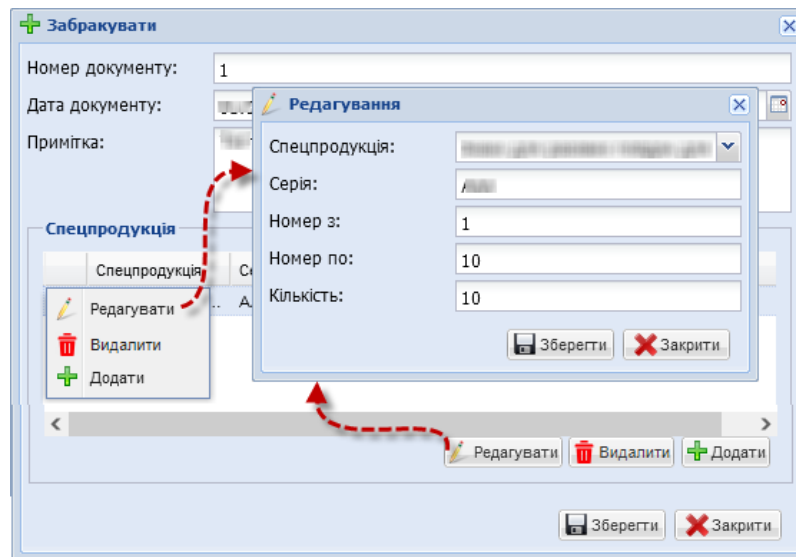 Забракувати
Номер документу: 1
Дата документу:
Примітка:
Редагування
Спецпродукція:
Серія:
Номер з: 1
Номер по: 10
Кількість: 10
Зберегти Закрити
Спецпродукція
Спецпродукція
Редагувати
Видалити
Додати
Редагувати Видалити Додати
Зберегти Закрити